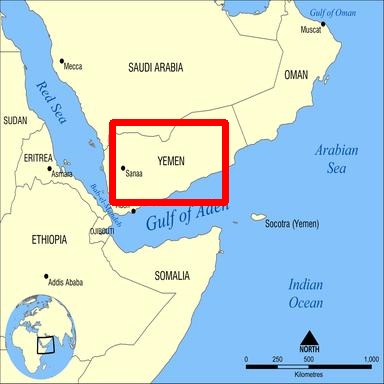 Gulf of Oman
Muscat
Mecca
SAUDI ARABIA
OMAN
Red Sea
SUDAN
Arabian
Sea
ERITREA
Asmara
YEMEN
Sanaa
Bab-el-Mandeb
Gulf of Aden
Socotra (Yemen)
DJIBOUTI
ETHIOPIA
Addis Ababa
SOMALIA
Indian
Ocean
NORTH
0 250 500 1,000
Kilometres